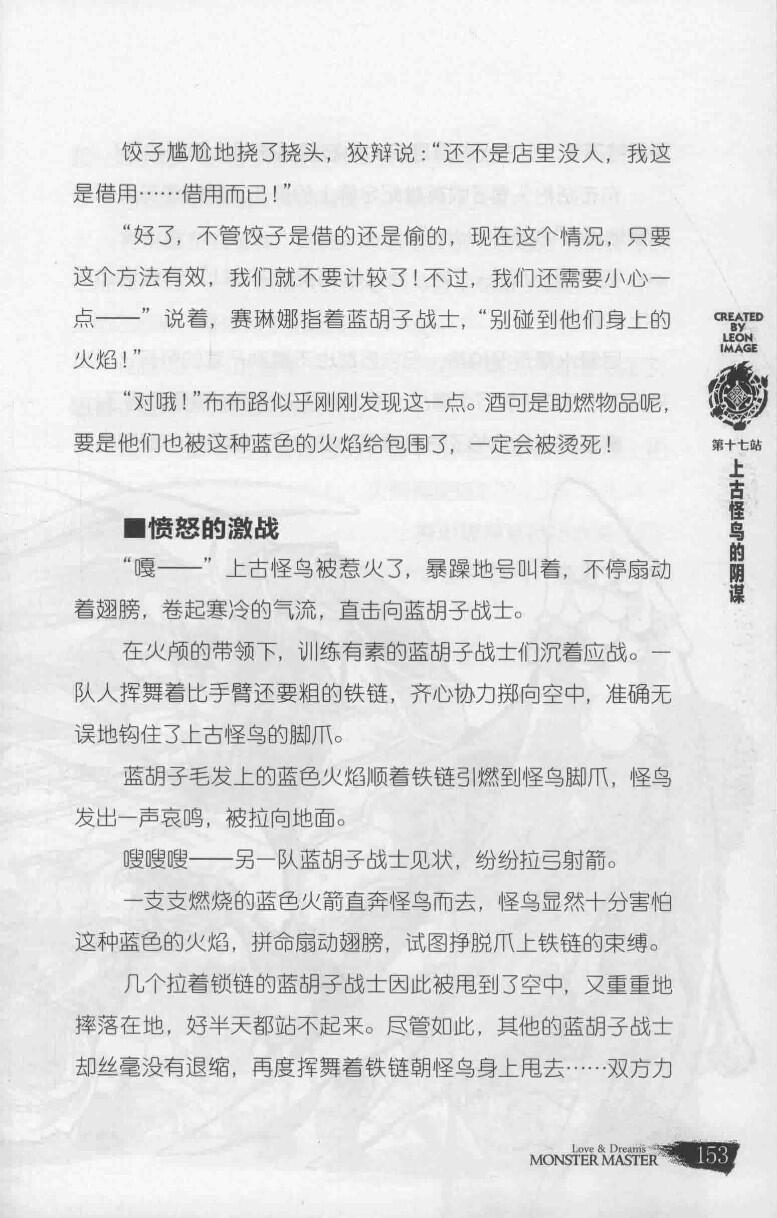 饺子尴尬地挠了挠头，狡辩说：“还不是店里没人，我这
是借用……借用而已！”
“好了，不管饺子是借的还是偷的，现在这个情况，只要
这个方法有效，我们就不要计较了！不过，我们还需要小心一
点——”说着，赛琳娜指着蓝胡子战士，“别碰到他们身上的
火焰！”
“对哦！”布布路似乎刚刚发现这一点。酒可是助燃物品呢，
要是他们也被这种蓝色的火焰给包围了，一定会被烫死！
■愤怒的激战
“嘎——”上古怪鸟被惹火了，暴躁地号叫着，不停扇动
着翅膀，卷起寒冷的气流，直击向蓝胡子战士。
在火颅的带领下，训练有素的蓝胡子战士们沉着应战。一
队人挥舞着比手臂还要粗的铁链，齐心协力掷向空中，准确无
误地钩住了上古怪鸟的脚爪。
蓝胡子毛发上的蓝色火焰顺着铁链引燃到怪鸟脚爪，怪鸟
发出一声哀鸣，被拉向地面。
嗖嗖嗖——另一队蓝胡子战士见状，纷纷拉弓射箭。
一支支燃烧的蓝色火箭直奔怪鸟而去，怪鸟显然十分害怕
这种蓝色的火焰，拼命扇动翅膀，试图挣脱爪上铁链的束缚。
几个拉着锁链的蓝胡子战士因此被甩到了空中，又重重地
摔落在地，好半天都站不起来。尽管如此，其他的蓝胡子战士
却丝毫没有退缩，再度挥舞着铁链朝怪鸟身上甩去……双方力
CREATED
BY
LEON
IMAGE
第十七站
上古怪鸟的阴谋
Love & Dreams
MONSTER MASTER
153